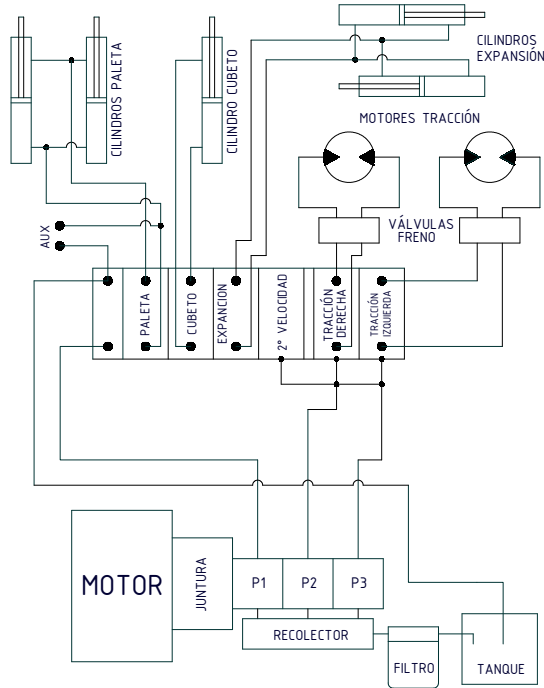 CILINDROS PALETA
CILINDRO CUBETO
CILINDROS
EXPANSIÓN
MOTORES TRACCIÓN
VÁLVULAS
FRENO
AUX
PALETA
CUBETO
EXPANCION
2° VELOCIDAD
TRACCIÓN
DERECHA
TRACCIÓN
IZQUIERDA
MOTOR
JUNTURA
P1
P2
P3
RECOLECTOR
FILTRO
TANQUE